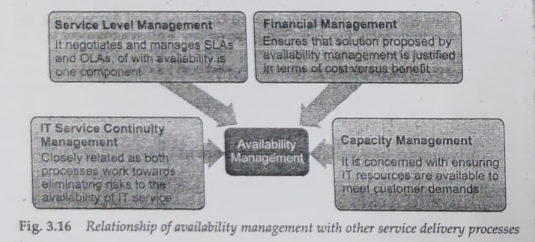 Service Level Management
It negotiates and manages SLAs
and OLAs, of with availability is
one component
Financial Management
Ensures that solution proposed by
availability management is justified
in terms of cost versus benefit
IT Service Continuity
Management
Closely related as both
processes work towards
eliminating risks to the
availability of IT service
Availability
Management
Capacity Management
It is concerned with ensuring
IT resources are available to
meet customer demands
Fig. 3.16 Relationship of availability management with other service delivery processes